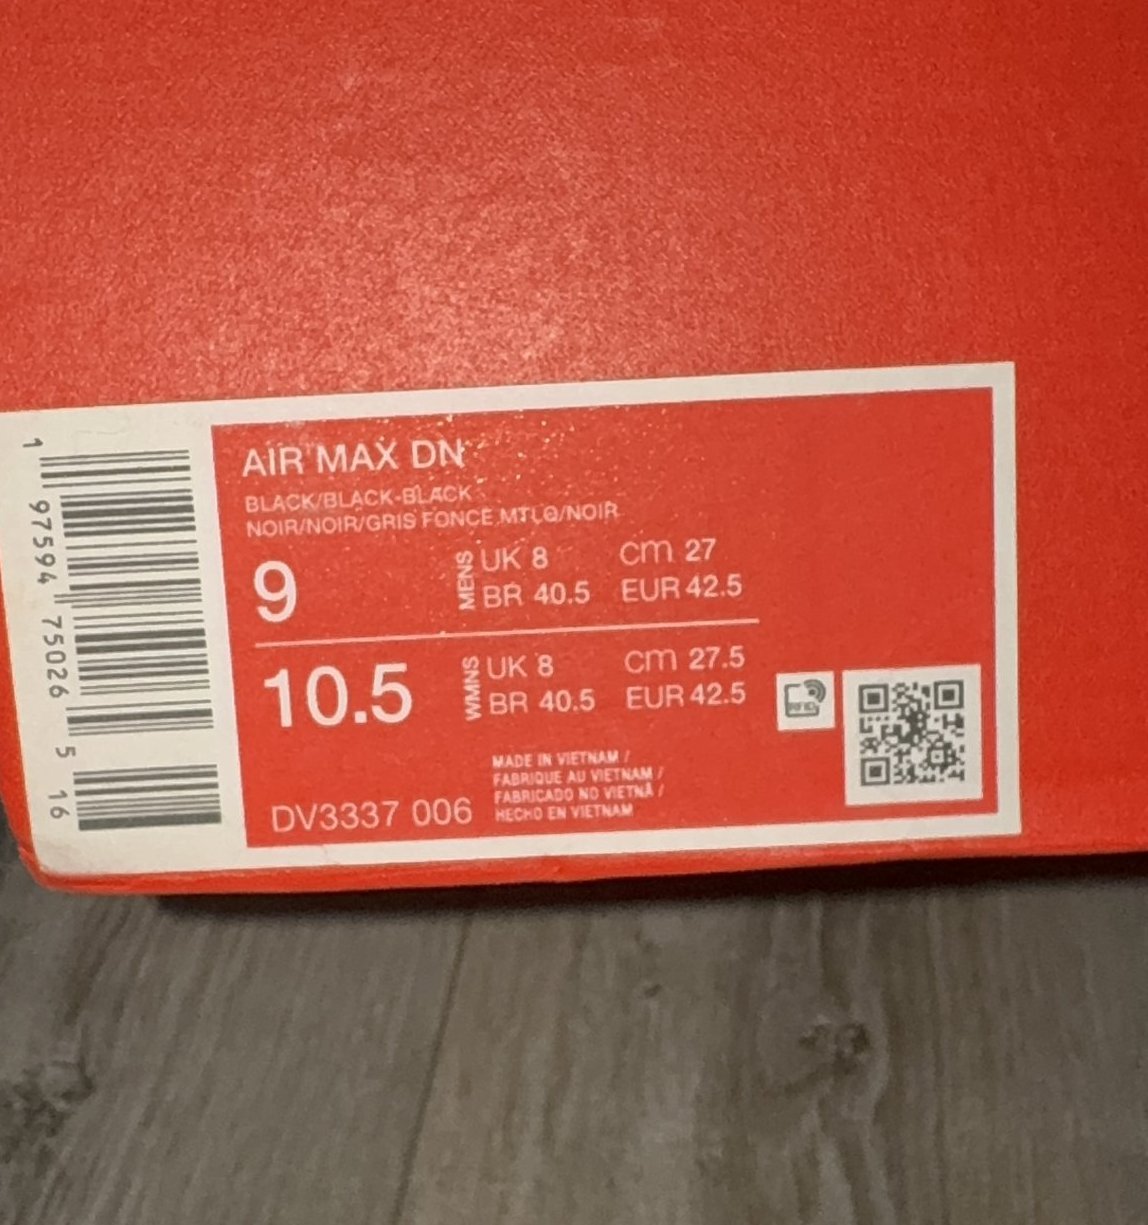 AIR MAX DN
BLACK/BLACK-BLACK
NOIR/NOIR/GRIS FONCE MTLQ/NOIR
9
MENS
UK 8 cm 27
BR 40.5 EUR 42.5
10.5
WMNS
UK 8 cm 27.5
BR 40.5 EUR 42.5
MADE IN VIETNAM /
FABRIQUE AU VIETNAM /
FABRICADO NO VIETNÃ /
HECHO EN VIETNAM
DV3337 006
RFID
1 97594 75026 5 16